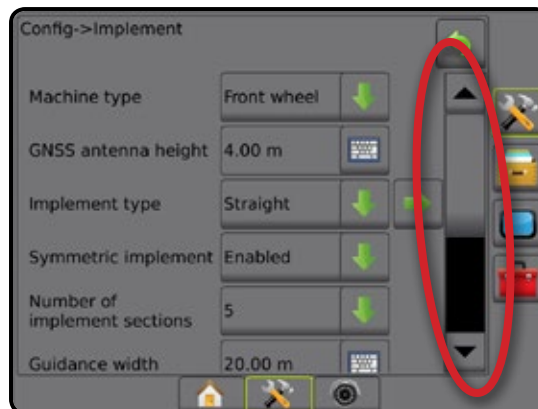 Config->Implement
Machine type Front wheel
GNSS antenna height 4.00 m
Implement type Straight
Symmetric implement Enabled
Number of
implement sections 5
Guidance width 20.00 m